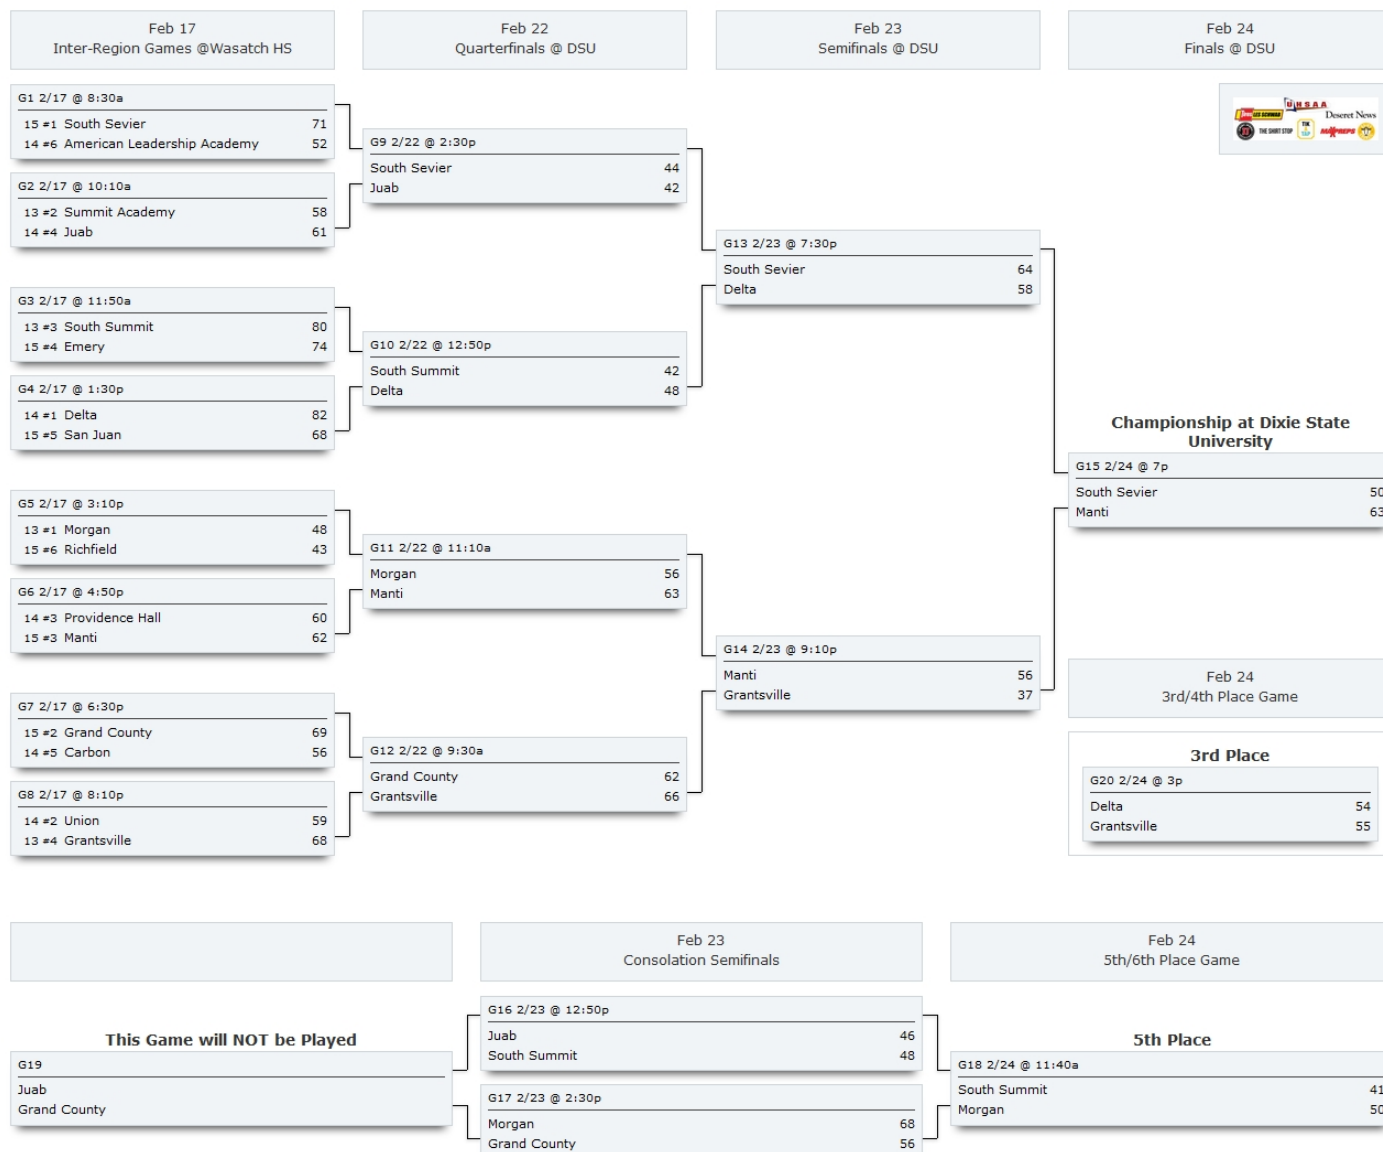 Feb 17
Inter-Region Games @Wasatch HS
Feb 22
Quarterfinals @ DSU
Feb 23
Semifinals @ DSU
Feb 24
Finals @ DSU
G1 2/17 @ 8:30a
15 #1 South Sevier 71
14 #6 American Leadership Academy 52
G2 2/17 @ 10:10a
13 #2 Summit Academy 58
14 #4 Juab 61
G3 2/17 @ 11:50a
13 #3 South Summit 80
15 #4 Emery 74
G4 2/17 @ 1:30p
14 #1 Delta 82
15 #5 San Juan 68
G5 2/17 @ 3:10p
13 #1 Morgan 48
15 #6 Richfield 43
G6 2/17 @ 4:50p
14 #3 Providence Hall 60
15 #3 Manti 62
G7 2/17 @ 6:30p
15 #2 Grand County 69
14 #5 Carbon 56
G8 2/17 @ 8:10p
14 #2 Union 59
13 #4 Grantsville 68
G9 2/22 @ 2:30p
South Sevier 44
Juab 42
G10 2/22 @ 12:50p
South Summit 42
Delta 48
G11 2/22 @ 11:10a
Morgan 56
Manti 63
G12 2/22 @ 9:30a
Grand County 62
Grantsville 66
G13 2/23 @ 7:30p
South Sevier 64
Delta 58
G14 2/23 @ 9:10p
Manti 56
Grantsville 37
UHSAA
LES SCHWAB
Deseret News
THE SHIRT STOP
MAXPREPS
Championship at Dixie State
University
G15 2/24 @ 7p
South Sevier 50
Manti 63
Feb 24
3rd/4th Place Game
3rd Place
G20 2/24 @ 3p
Delta 54
Grantsville 55
Feb 23
Consolation Semifinals
Feb 24
5th/6th Place Game
This Game will NOT be Played
G19
Juab
Grand County
G16 2/23 @ 12:50p
Juab 46
South Summit 48
G17 2/23 @ 2:30p
Morgan 68
Grand County 56
5th Place
G18 2/24 @ 11:40a
South Summit 41
Morgan 50